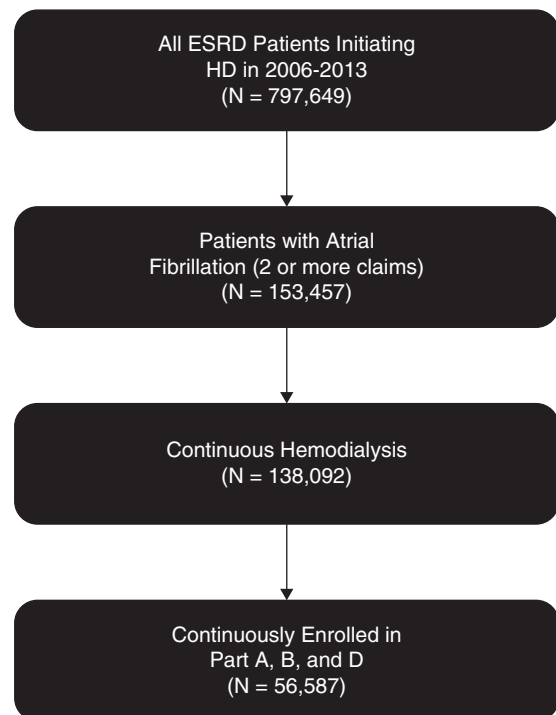 All ESRD Patients Initiating
HD in 2006-2013
(N = 797,649)
Patients with Atrial
Fibrillation (2 or more claims)
(N = 153,457)
Continuous Hemodialysis
(N = 138,092)
Continuously Enrolled in
Part A, B, and D
(N = 56,587)